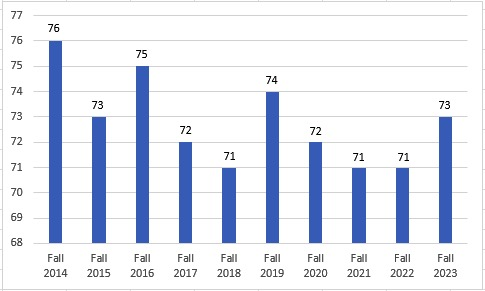 77
76
75
74
73
72
71
70
69
68
76
73
75
72
71
74
72
71
71
73
Fall 2014
Fall 2015
Fall 2016
Fall 2017
Fall 2018
Fall 2019
Fall 2020
Fall 2021
Fall 2022
Fall 2023